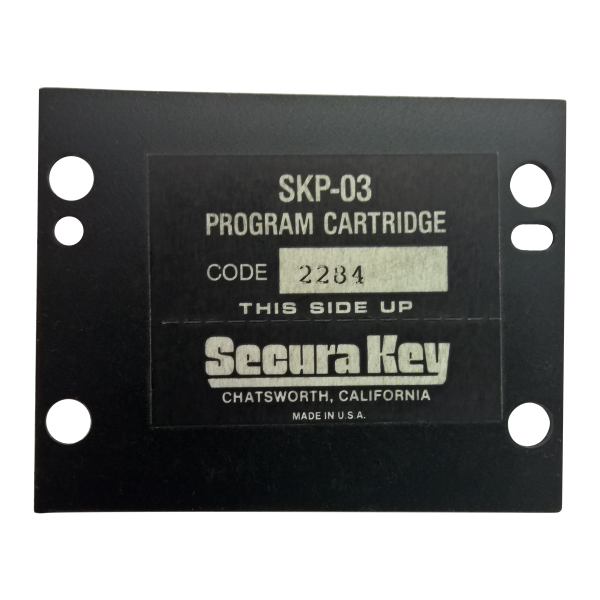 SKP-03
PROGRAM CARTRIDGE
CODE 2284
THIS SIDE UP
Secura Key
CHATSWORTH, CALIFORNIA
MADE IN U.S.A.